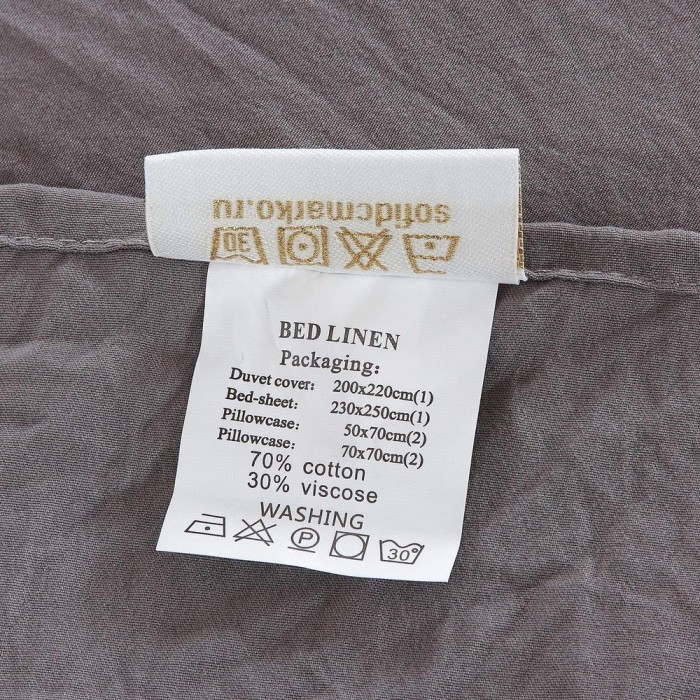 sofidemarko.ru
30
BED LINEN
Packaging:
Duvet cover: 200x220cm(1)
Bed-sheet: 230x250cm(1)
Pillowcase: 50x70cm(2)
Pillowcase: 70x70cm(2)
70% cotton
30% viscose
WASHING
P 30°